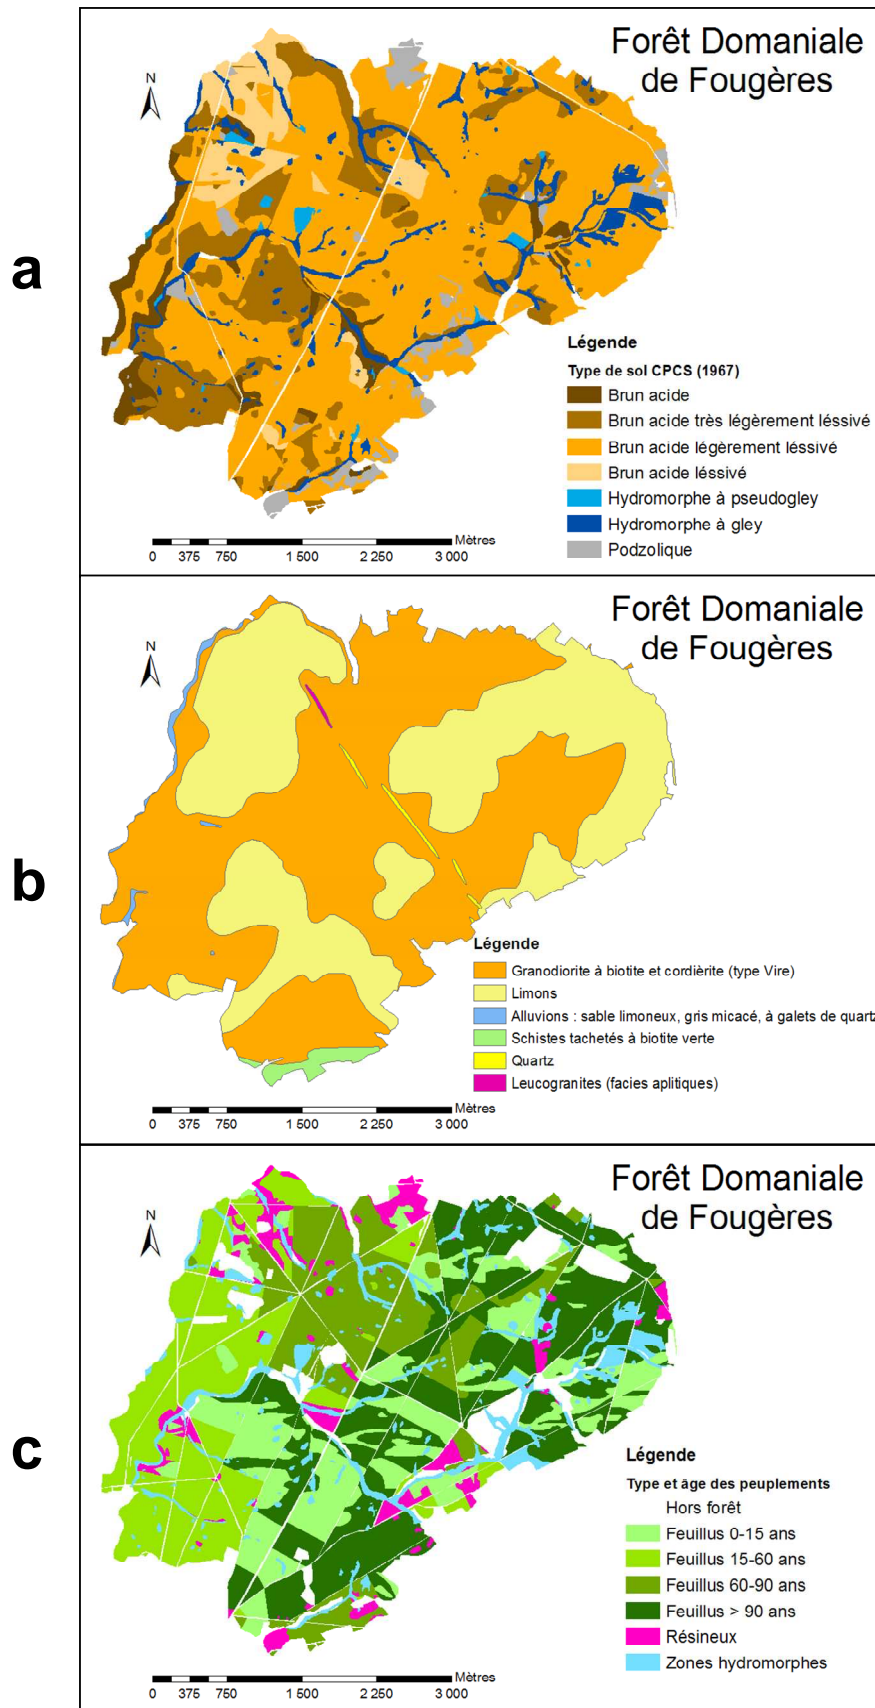 a
Forêt Domaniale
de Fougères
N
Légende
Type de sol CPCS (1967)
Brun acide
Brun acide très légèrement léssivé
Brun acide légèrement léssivé
Brun acide léssivé
Hydromorphe à pseudogley
Hydromorphe à gley
Podzolique
Mètres
0 375 750 1 500 2 250 3 000
b
Forêt Domaniale
de Fougères
N
Légende
Granodiorite à biotite et cordièrite (type Vire)
Limons
Alluvions : sable limoneux, gris micacé, à galets de quartz
Schistes tachetés à biotite verte
Quartz
Leucogranites (facies aplitiques)
Mètres
0 375 750 1 500 2 250 3 000
c
Forêt Domaniale
de Fougères
N
Légende
Type et âge des peuplements
Hors forêt
Feuillus 0-15 ans
Feuillus 15-60 ans
Feuillus 60-90 ans
Feuillus > 90 ans
Résineux
Zones hydromorphes
Mètres
0 375 750 1 500 2 250 3 000